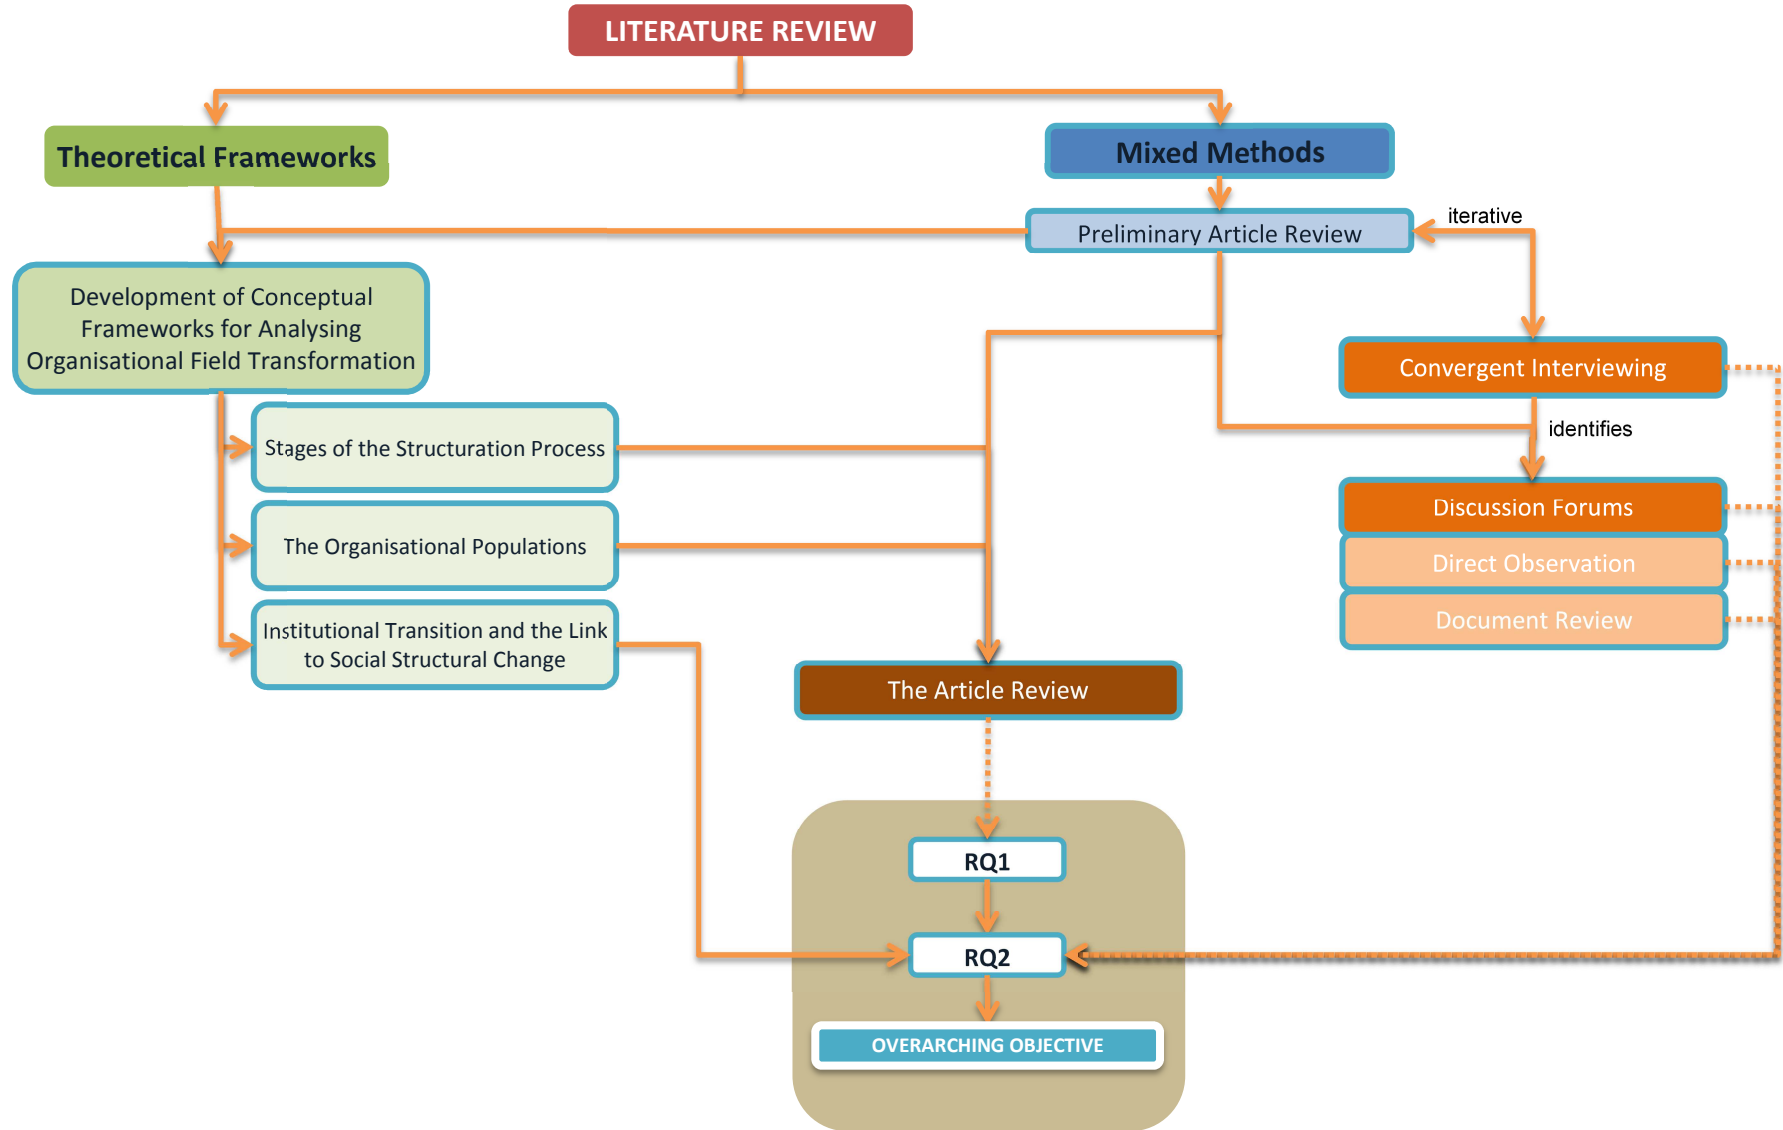 LITERATURE REVIEW
Theoretical Frameworks
Mixed Methods
Preliminary Article Review
iterative
Development of Conceptual
Frameworks for Analysing
Organisational Field Transformation
Convergent Interviewing
identifies
Stages of the Structuration Process
The Organisational Populations
Institutional Transition and the Link
to Social Structural Change
Discussion Forums
Direct Observation
Document Review
The Article Review
RQ1
RQ2
OVERARCHING OBJECTIVE